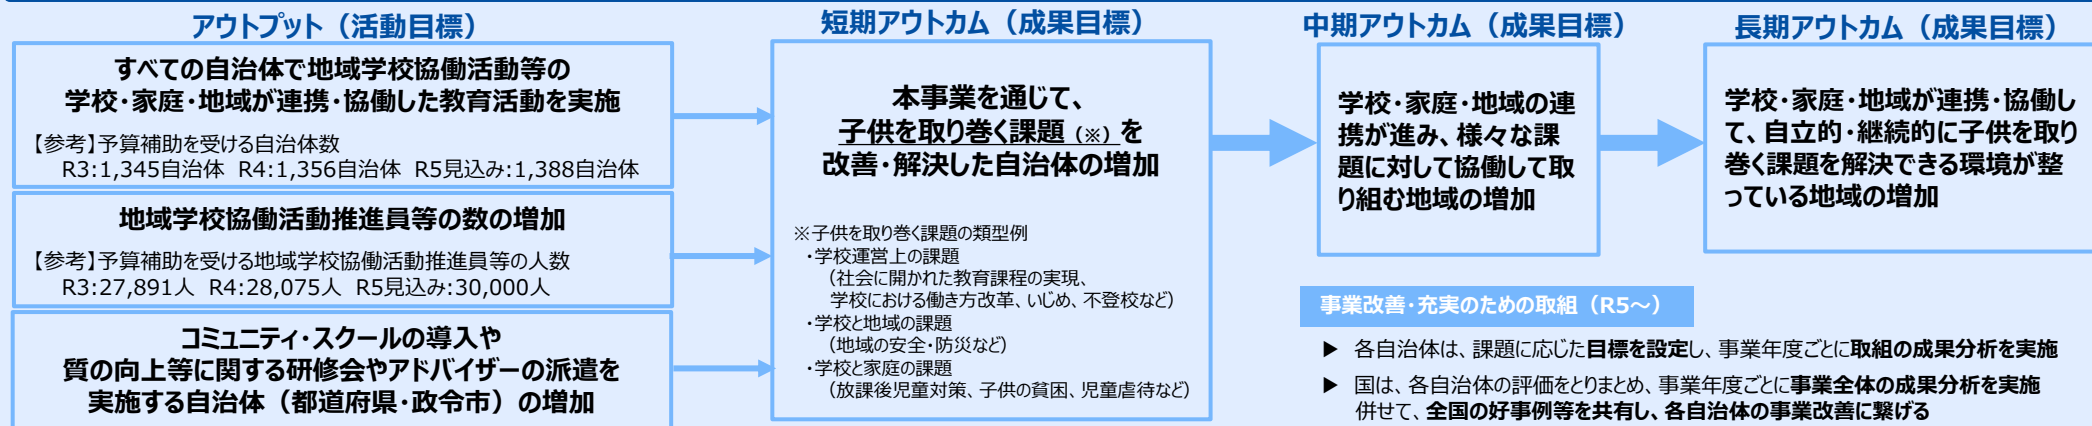 アウトプット（活動目標）
すべての自治体で地域学校協働活動等の
学校・家庭・地域が連携・協働した教育活動を実施
【参考】予算補助を受ける自治体数
R3:1,345自治体 R4:1,356自治体 R5見込み:1,388自治体
地域学校協働活動推進員等の数の増加
【参考】予算補助を受ける地域学校協働活動推進員等の人数
R3:27,891人 R4:28,075人 R5見込み:30,000人
コミュニティ・スクールの導入や
質の向上等に関する研修会やアドバイザーの派遣を
実施する自治体（都道府県・政令市）の増加
短期アウトカム（成果目標）
本事業を通じて、
子供を取り巻く課題（※）を
改善・解決した自治体の増加
※子供を取り巻く課題の類型例
・学校運営上の課題
（社会に開かれた教育課程の実現、
学校における働き方改革、いじめ、不登校など）
・学校と地域の課題
（地域の安全・防災など）
・学校と家庭の課題
（放課後児童対策、子供の貧困、児童虐待など）
中期アウトカム（成果目標）
学校・家庭・地域の連
携が進み、様々な課
題に対して協働して取
り組む地域の増加
長期アウトカム（成果目標）
学校・家庭・地域が連携・協働し
て、自立的・継続的に子供を取り
巻く課題を解決できる環境が整
っている地域の増加
事業改善・充実のための取組（R5～）
▶ 各自治体は、課題に応じた目標を設定し、事業年度ごとに取組の成果分析を実施
▶ 国は、各自治体の評価をとりまとめ、事業年度ごとに事業全体の成果分析を実施
併せて、全国の好事例等を共有し、各自治体の事業改善に繋げる